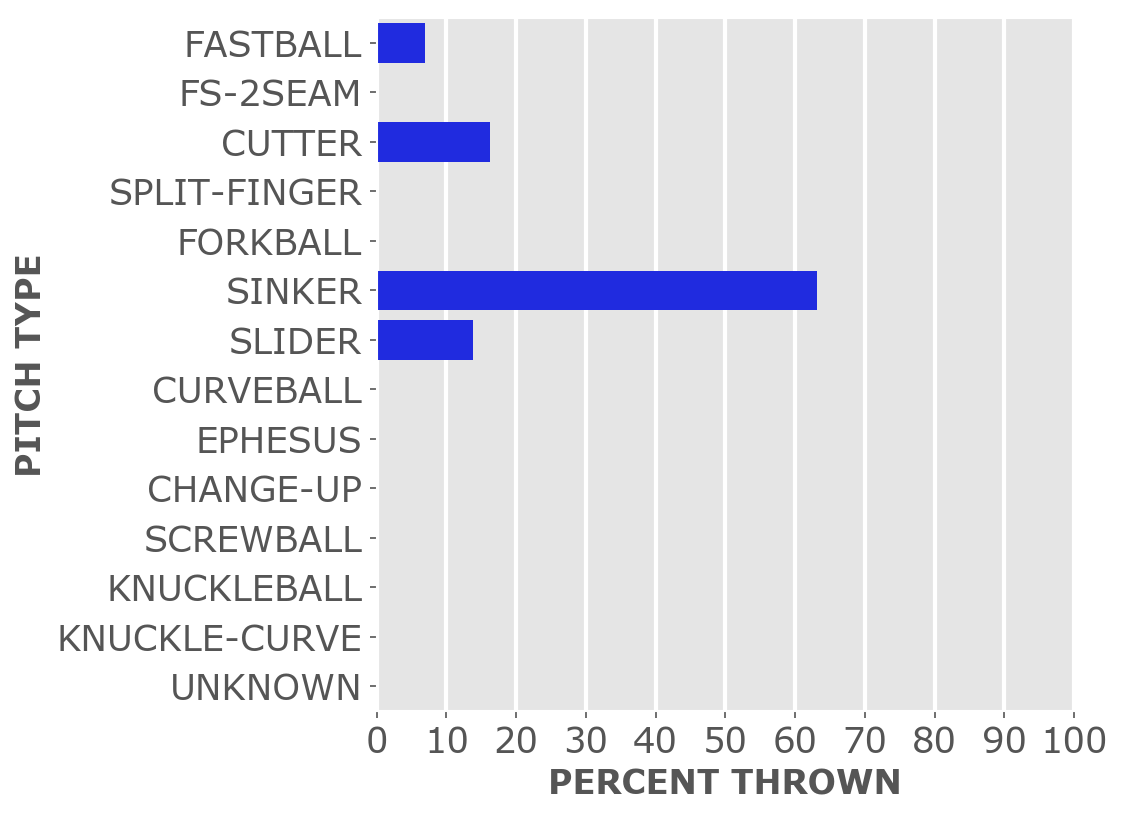 PITCH TYPE
FASTBALL
FS-2SEAM
CUTTER
SPLIT-FINGER
FORKBALL
SINKER
SLIDER
CURVEBALL
EPHESUS
CHANGE-UP
SCREWBALL
KNUCKLEBALL
KNUCKLE-CURVE
UNKNOWN
0 10 20 30 40 50 60 70 80 90 100
PERCENT THROWN